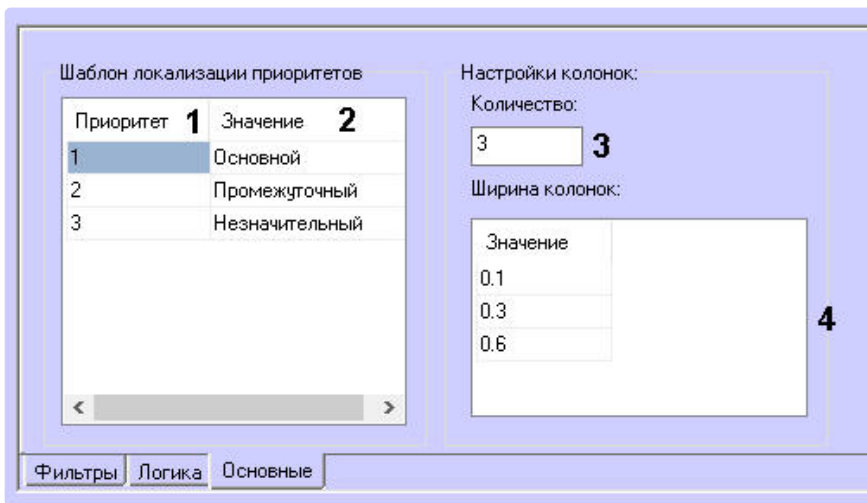 Шаблон локализации приоритетов
Приоритет 1 Значение 2
1 Основной
2 Промежуточный
3 Незначительный
Настройки колонок:
Количество:
3 3
Ширина колонок:
Значение
0.1
0.3
0.6
4
Фильтры Логика Основные